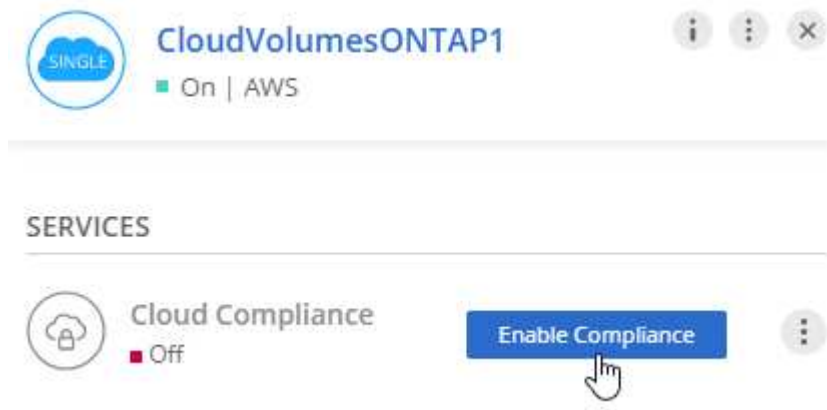 SINGLE
CloudVolumesONTAP1
On | AWS
SERVICES
Cloud Compliance
Off
Enable Compliance